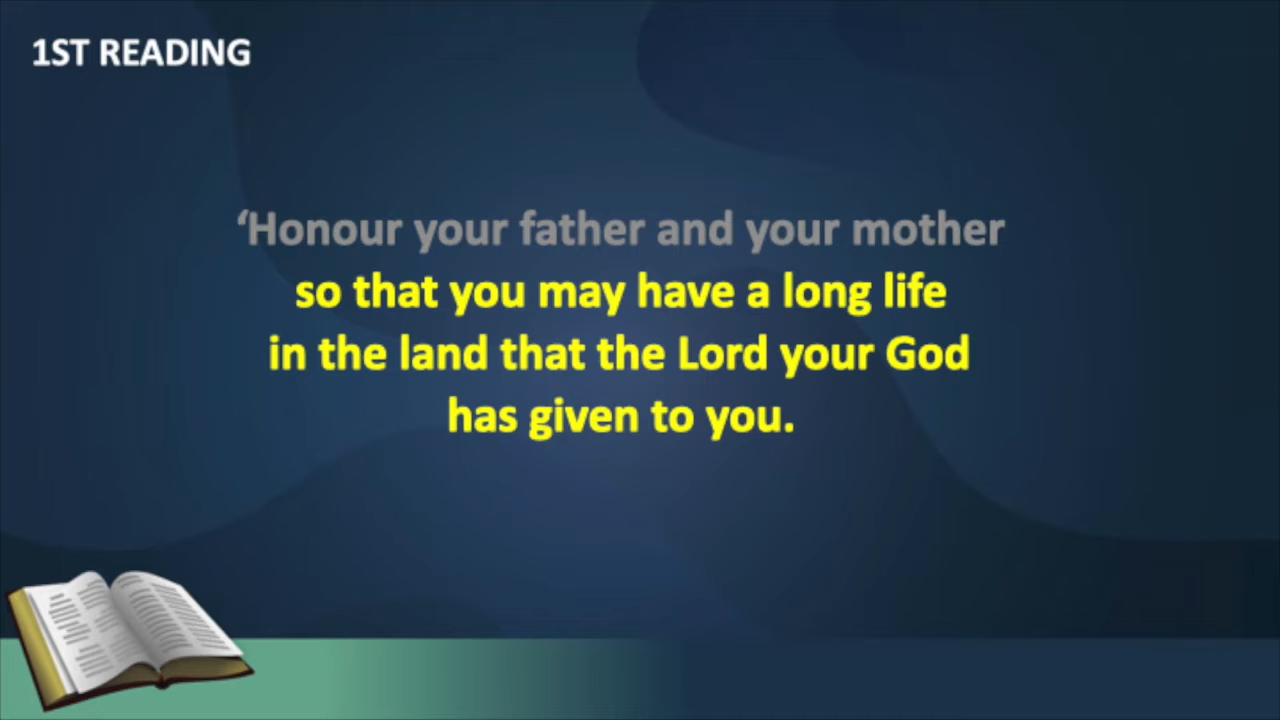 1ST READING
‘Honour your father and your mother
so that you may have a long life
in the land that the Lord your God
has given to you.